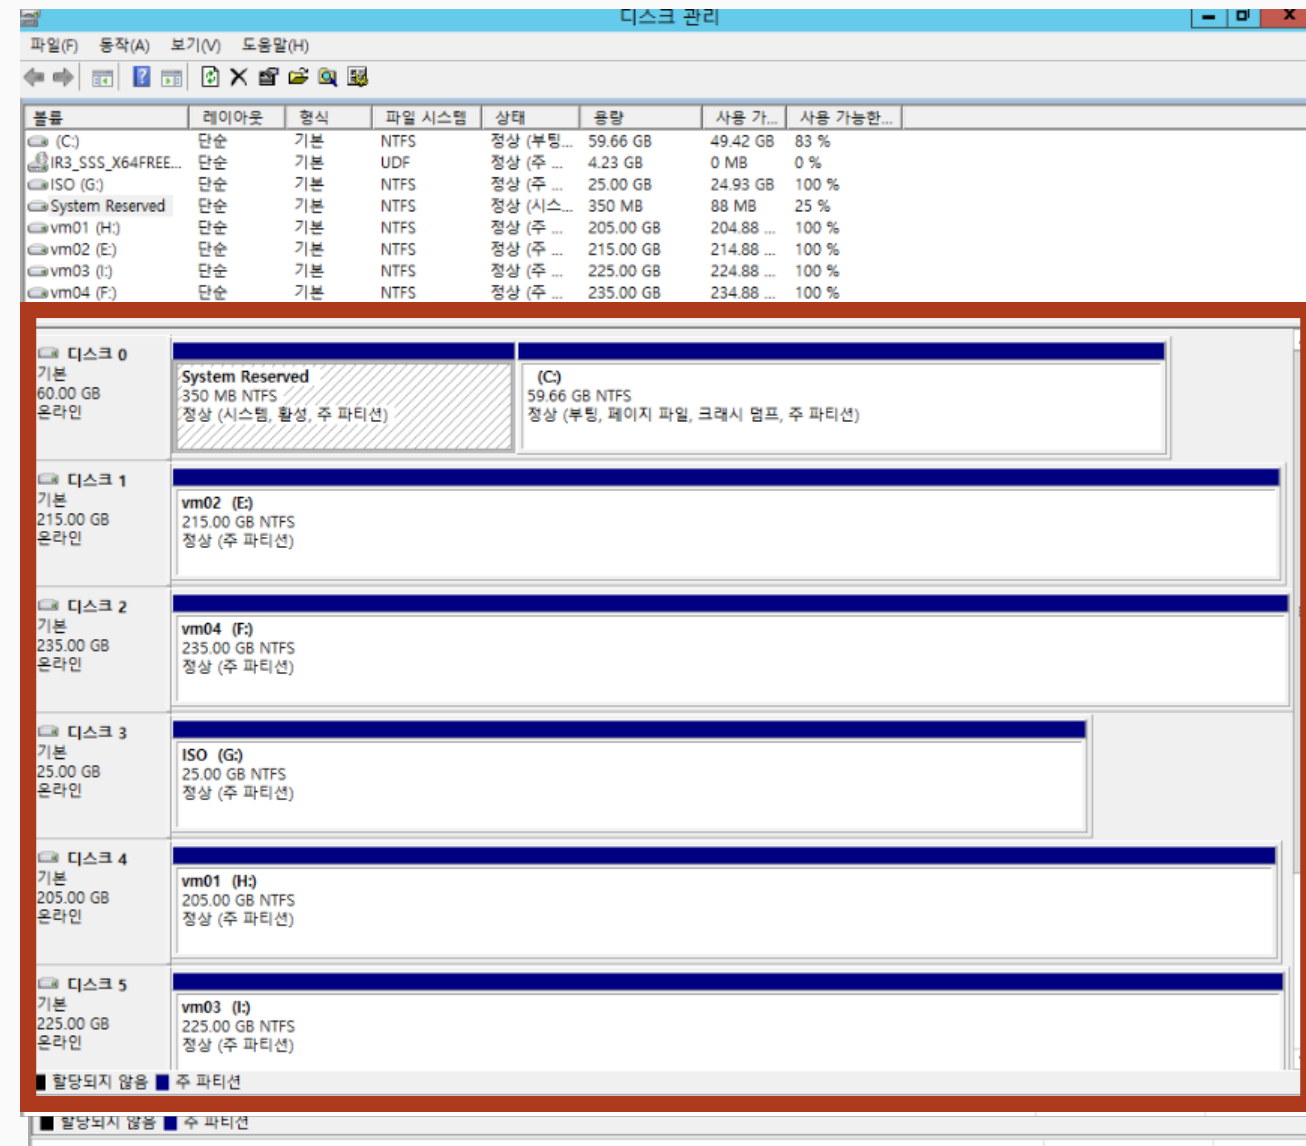 디스크 관리
파일(F) 동작(A) 보기(V) 도움말(H)
볼륨 레이아웃 형식 파일 시스템 상태 용량 사용 가... 사용 가능한...
(C:) 단순 기본 NTFS 정상 (부팅... 59.66 GB 49.42 GB 83 %
IR3_SSS_X64FREE... 단순 기본 UDF 정상 (주 ... 4.23 GB 0 MB 0 %
ISO (G:) 단순 기본 NTFS 정상 (주 ... 25.00 GB 24.93 GB 100 %
System Reserved 단순 기본 NTFS 정상 (시스... 350 MB 88 MB 25 %
vm01 (H:) 단순 기본 NTFS 정상 (주 ... 205.00 GB 204.88 ... 100 %
vm02 (E:) 단순 기본 NTFS 정상 (주 ... 215.00 GB 214.88 ... 100 %
vm03 (I:) 단순 기본 NTFS 정상 (주 ... 225.00 GB 224.88 ... 100 %
vm04 (F:) 단순 기본 NTFS 정상 (주 ... 235.00 GB 234.88 ... 100 %
디스크 0
기본
60.00 GB
온라인
System Reserved
350 MB NTFS
정상 (시스템, 활성, 주 파티션)
(C:)
59.66 GB NTFS
정상 (부팅, 페이지 파일, 크래시 덤프, 주 파티션)
디스크 1
기본
215.00 GB
온라인
vm02 (E:)
215.00 GB NTFS
정상 (주 파티션)
디스크 2
기본
235.00 GB
온라인
vm04 (F:)
235.00 GB NTFS
정상 (주 파티션)
디스크 3
기본
25.00 GB
온라인
ISO (G:)
25.00 GB NTFS
정상 (주 파티션)
디스크 4
기본
205.00 GB
온라인
vm01 (H:)
205.00 GB NTFS
정상 (주 파티션)
디스크 5
기본
225.00 GB
온라인
vm03 (I:)
225.00 GB NTFS
정상 (주 파티션)
할당되지 않음 주 파티션
할당되지 않음 주 파티션